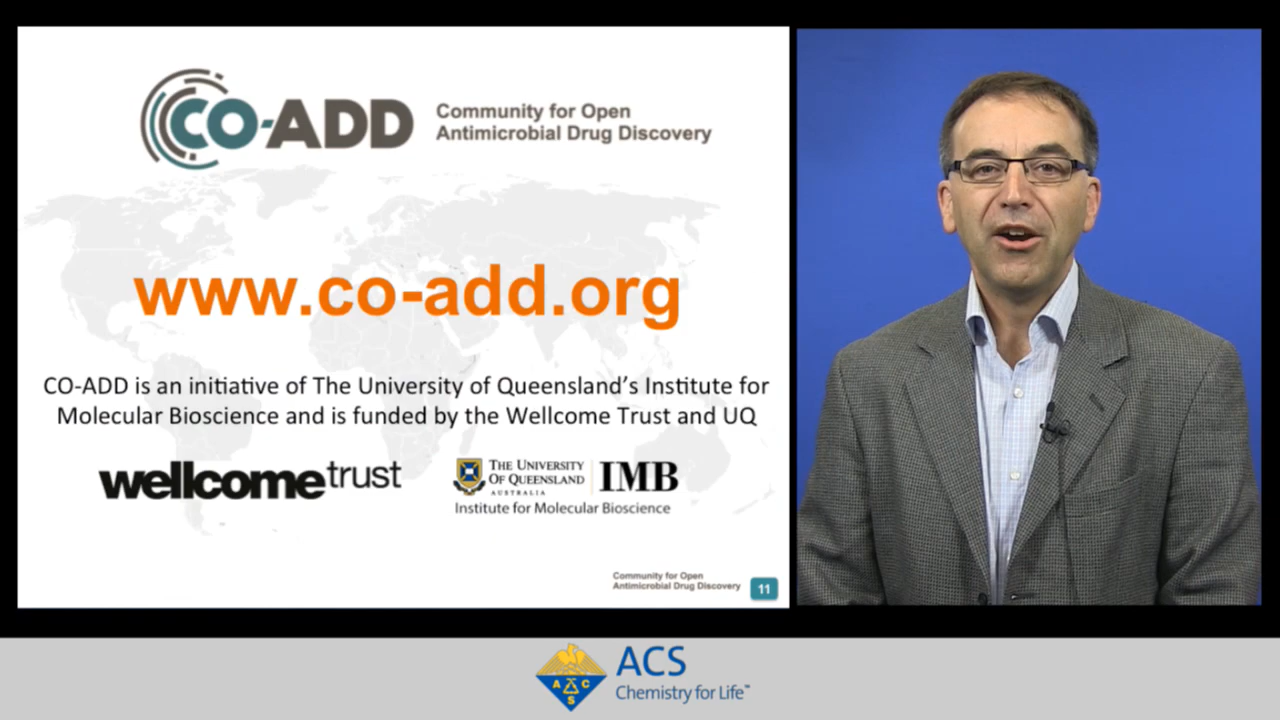 CO-ADD
Community for Open
Antimicrobial Drug Discovery
www.co-add.org
CO-ADD is an initiative of The University of Queensland's Institute for
Molecular Bioscience and is funded by the Wellcome Trust and UQ
wellcometrust
THE UNIVERSITY
OF QUEENSLAND
AUSTRALIA
IMB
Institute for Molecular Bioscience
Community for Open
Antimicrobial Drug Discovery
11
A C S
ACS
Chemistry for Life™